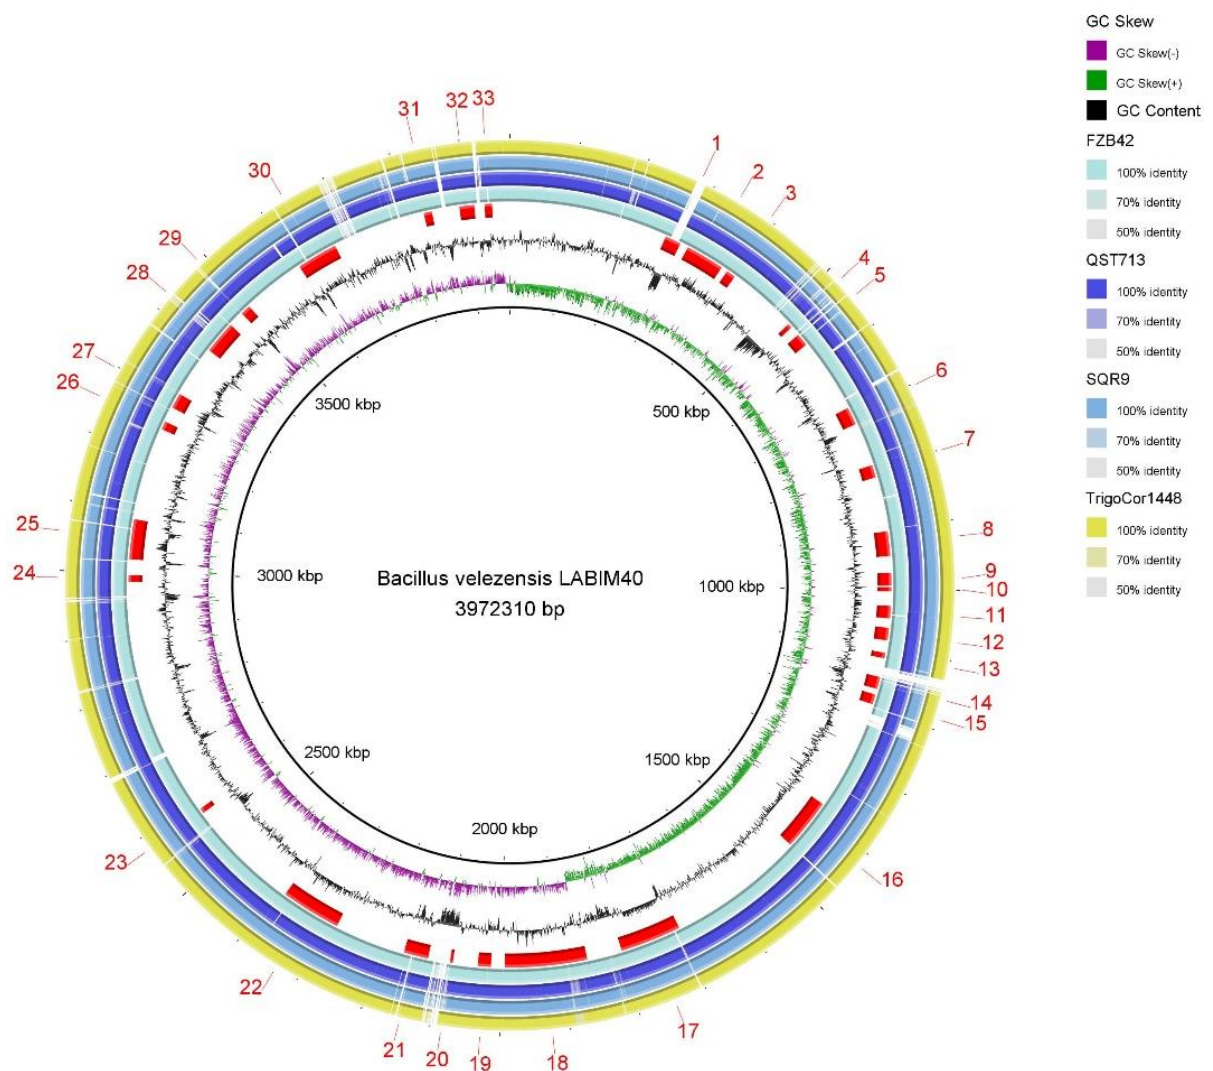 GC Skew
GC Skew(-)
GC Skew(+)
GC Content
FZB42
100% identity
70% identity
50% identity
QST713
100% identity
70% identity
50% identity
SQR9
100% identity
70% identity
50% identity
TrigoCor1448
100% identity
70% identity
50% identity
1
2
3
4
5
6
7
8
9
10
11
12
13
14
15
16
17
18
19
20
21
22
23
24
25
26
27
28
29
30
31
32
33
500 kbp
1000 kbp
1500 kbp
2000 kbp
2500 kbp
3000 kbp
3500 kbp
Bacillus velezensis LABIM40
3972310 bp